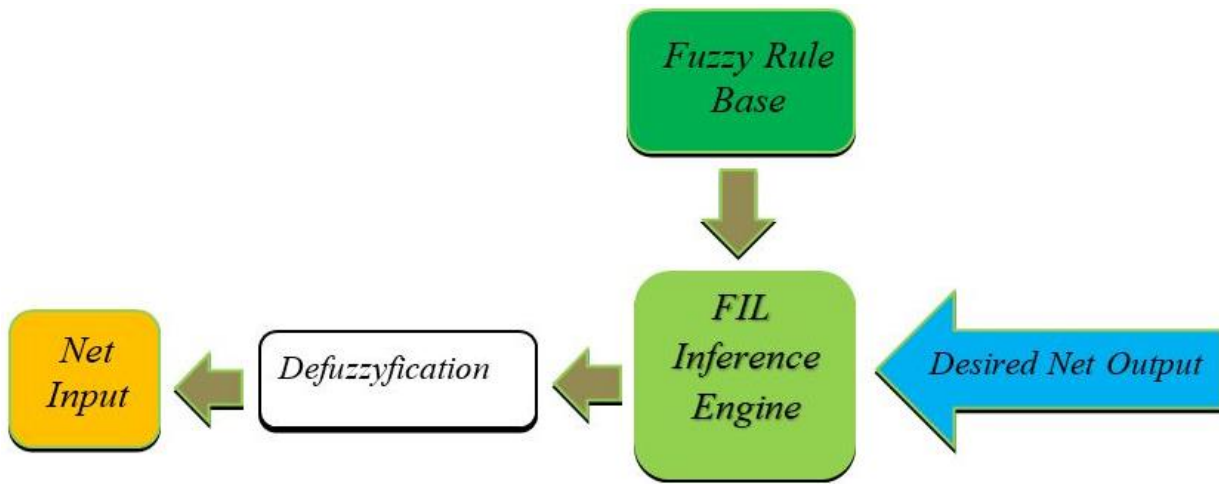 Fuzzy Rule
Base
FIL
Inference
Engine
Desired Net Output
Defuzzyfication
Net
Input